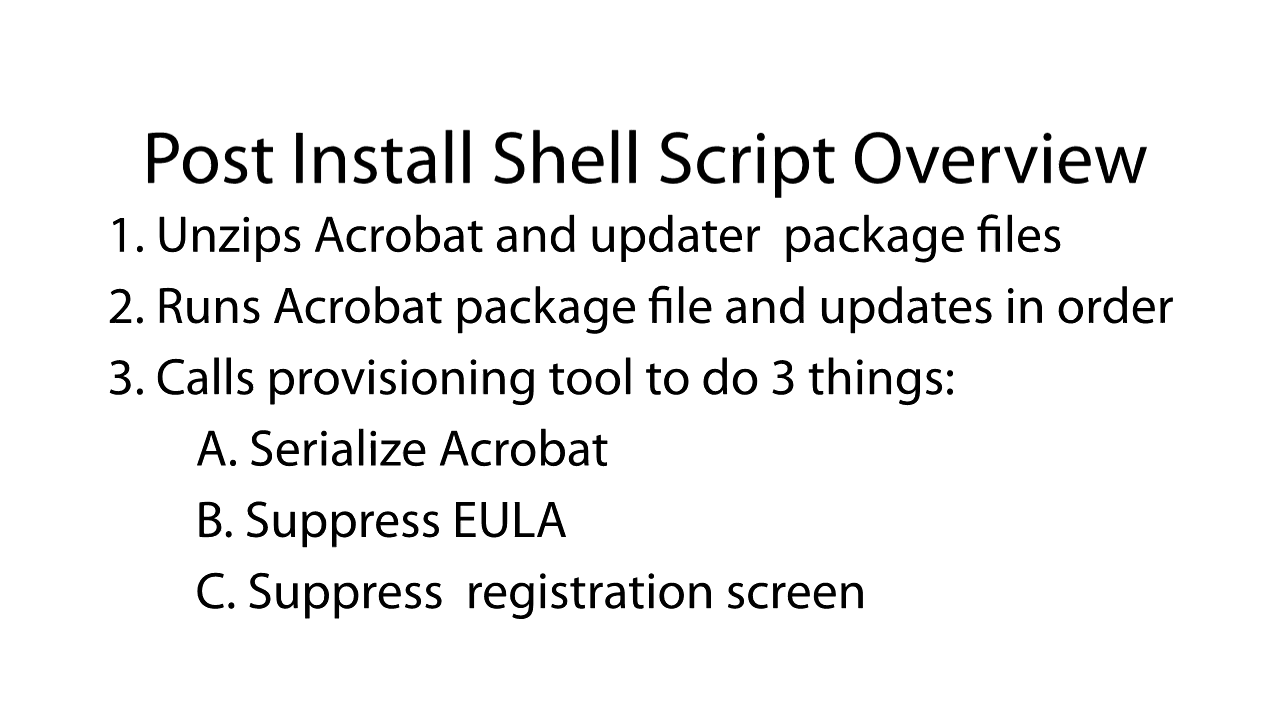 Post Install Shell Script Overview
1. Unzips Acrobat and updater  package files
2. Runs Acrobat package file and updates in order
3. Calls provisioning tool to do 3 things:
A. Serialize Acrobat
B. Suppress EULA
C. Suppress  registration screen